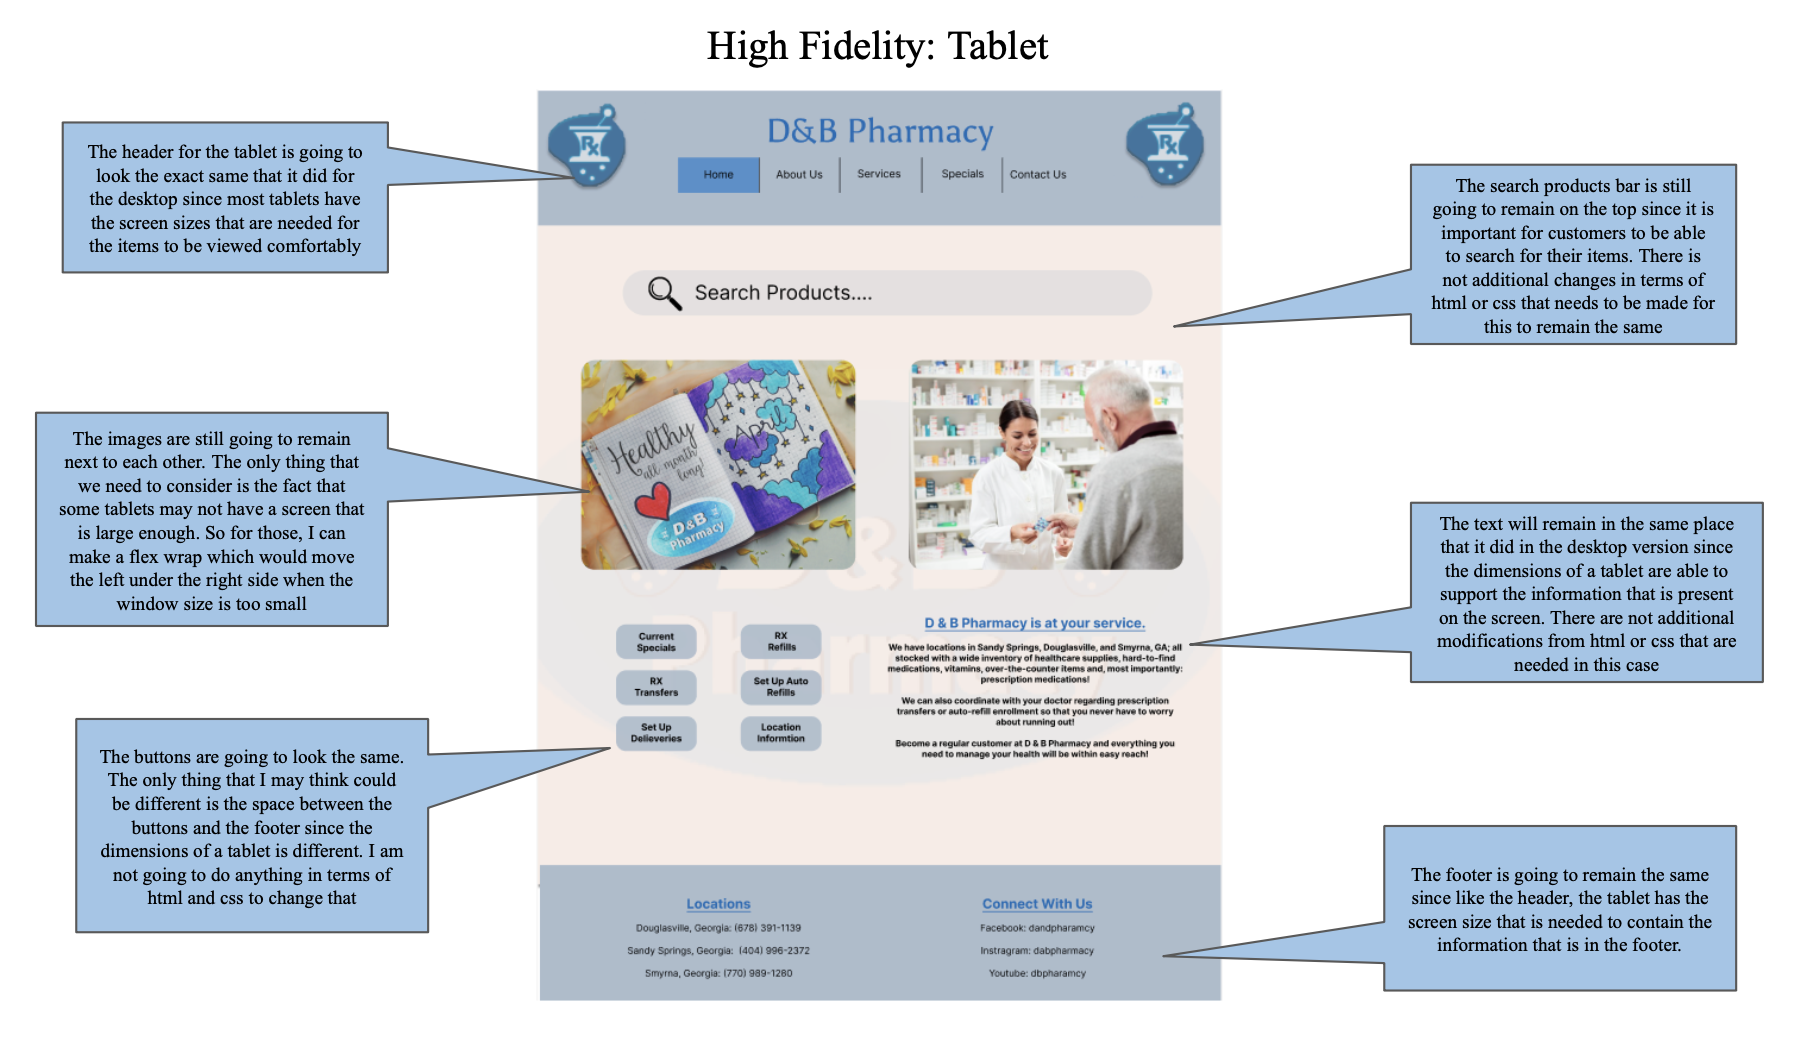 High Fidelity: Tablet
The header for the tablet is going to
look the exact same that it did for
the desktop since most tablets have
the screen sizes that are needed for
the items to be viewed comfortably
The images are still going to remain
next to each other. The only thing that
we need to consider is the fact that
some tablets may not have a screen that
is large enough. So for those, I can
make a flex wrap which would move
the left under the right side when the
window size is too small
The buttons are going to look the same.
The only thing that I may think could
be different is the space between the
buttons and the footer since the
dimensions of a tablet is different. I am
not going to do anything in terms of
html and css to change that
Rx
D&B Pharmacy
Rx
Home
About Us
Services
Specials
Contact Us
Search Products....
Healthy
all month
long!
April
D&B
Pharmacy
D&B
Pharmacy
Current
Specials
RX
Refills
RX
Transfers
Set Up Auto
Refills
Set Up
Delieveries
Location
Informtion
D & B Pharmacy is at your service.
We have locations in Sandy Springs, Douglasville, and Smyrna, GA; all
stocked with a wide inventory of healthcare supplies, hard-to-find
medications, vitamins, over-the-counter items and, most importantly:
prescription medications!
We can also coordinate with your doctor regarding prescription
transfers or auto-refill enrollment so that you never have to worry
about running out!
Become a regular customer at D & B Pharmacy and everything you
need to manage your health will be within easy reach!
Locations
Douglasville, Georgia: (678) 391-1139
Sandy Springs, Georgia: (404) 996-2372
Smyrna, Georgia: (770) 989-1280
Connect With Us
Facebook: dandpharamcy
Instragram: dabpharmacy
Youtube: dbpharamcy
The search products bar is still
going to remain on the top since it is
important for customers to be able
to search for their items. There is
not additional changes in terms of
html or css that needs to be made for
this to remain the same
The text will remain in the same place
that it did in the desktop version since
the dimensions of a tablet are able to
support the information that is present
on the screen. There are not additional
modifications from html or css that are
needed in this case
The footer is going to remain the same
since like the header, the tablet has the
screen size that is needed to contain the
information that is in the footer.